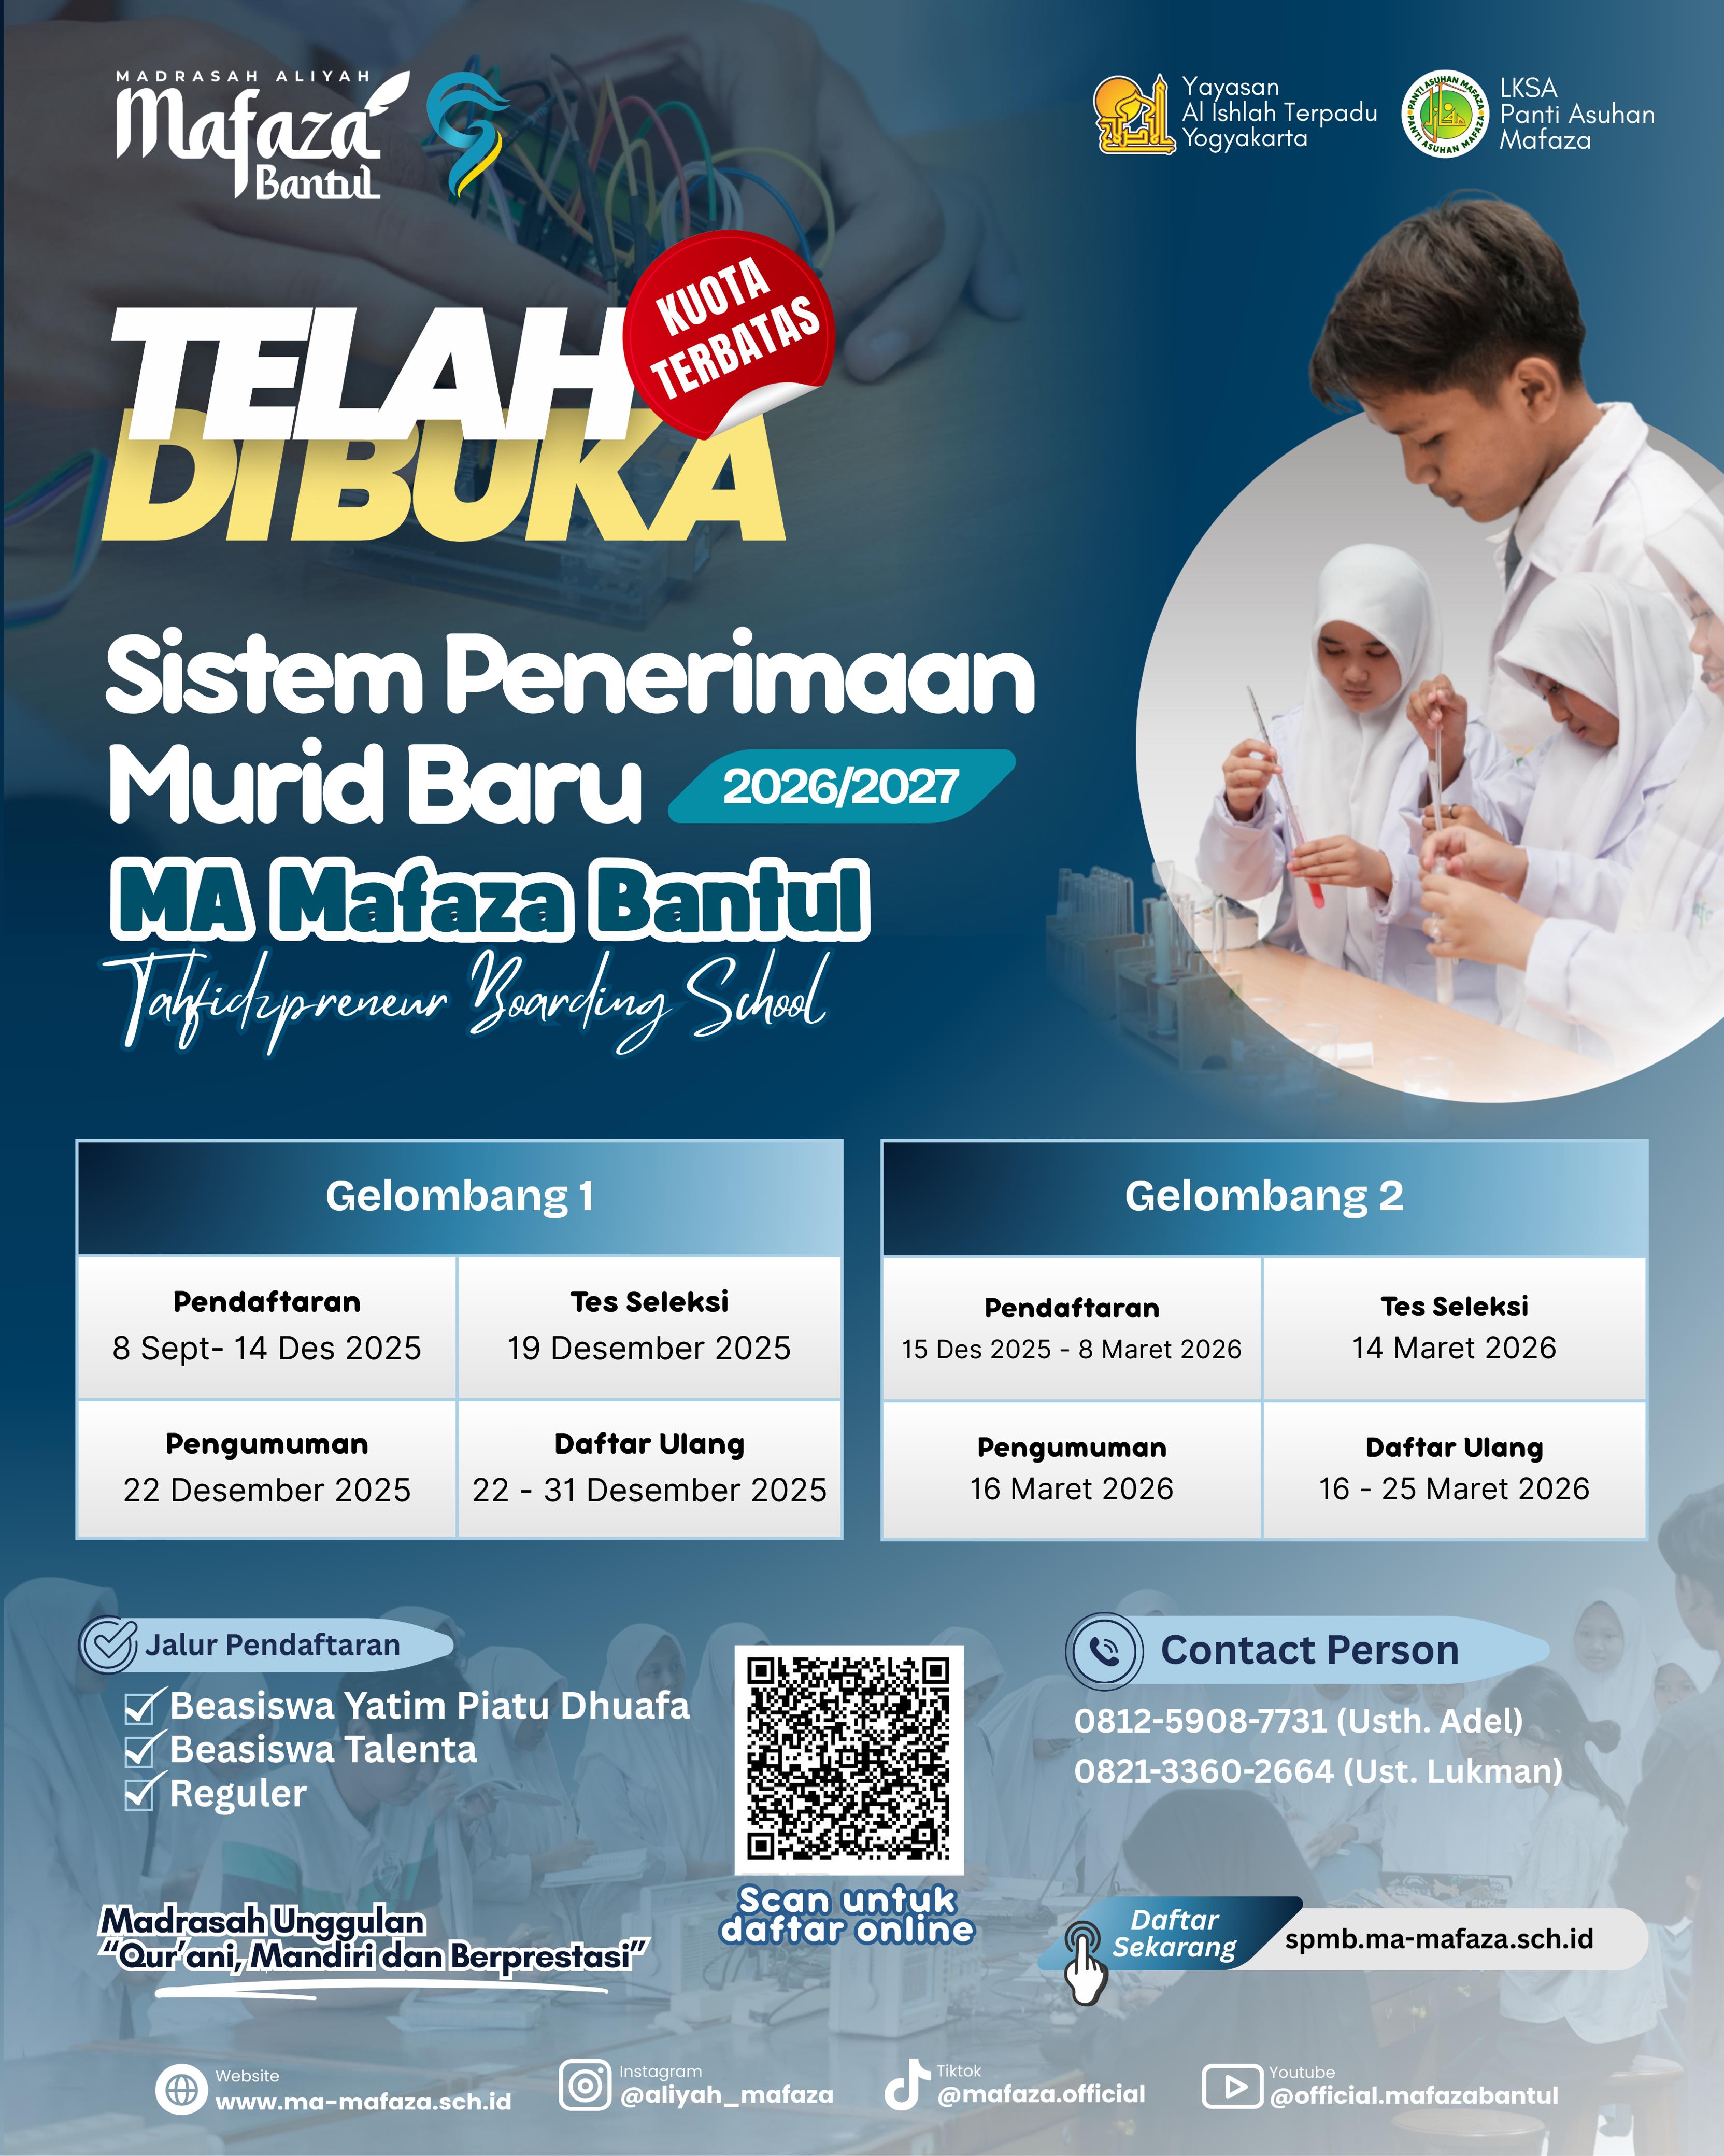 MADRASAH ALIYAH
Mafaza
Bantul
Yayasan
Al Ishlah Terpadu
Yogyakarta
PANTI ASUHAN MAFAZA
PANTI ASUHAN MAFAZA
LKSA
Panti Asuhan
Mafaza
TELAH
DIBUKA
KUOTA
TERBATAS
Sistem Penerimaan
Murid Baru 2026/2027
MA Mafaza Bantul
Tahfidzpreneur Boarding School
Gelombang 1
Pendaftaran
8 Sept- 14 Des 2025
Tes Seleksi
19 Desember 2025
Pengumuman
22 Desember 2025
Daftar Ulang
22 - 31 Desember 2025
Gelombang 2
Pendaftaran
15 Des 2025 - 8 Maret 2026
Tes Seleksi
14 Maret 2026
Pengumuman
16 Maret 2026
Daftar Ulang
16 - 25 Maret 2026
Jalur Pendaftaran
Beasiswa Yatim Piatu Dhuafa
Beasiswa Talenta
Reguler
Madrasah Unggulan
"Qur'ani, Mandiri dan Berprestasi"
Scan untuk
daftar online
Contact Person
0812-5908-7731 (Usth. Adel)
0821-3360-2664 (Ust. Lukman)
Daftar
Sekarang
spmb.ma-mafaza.sch.id
Website
www.ma-mafaza.sch.id
Instagram
@aliyah_mafaza
Tiktok
@mafaza.official
Youtube
@official.mafazabantul